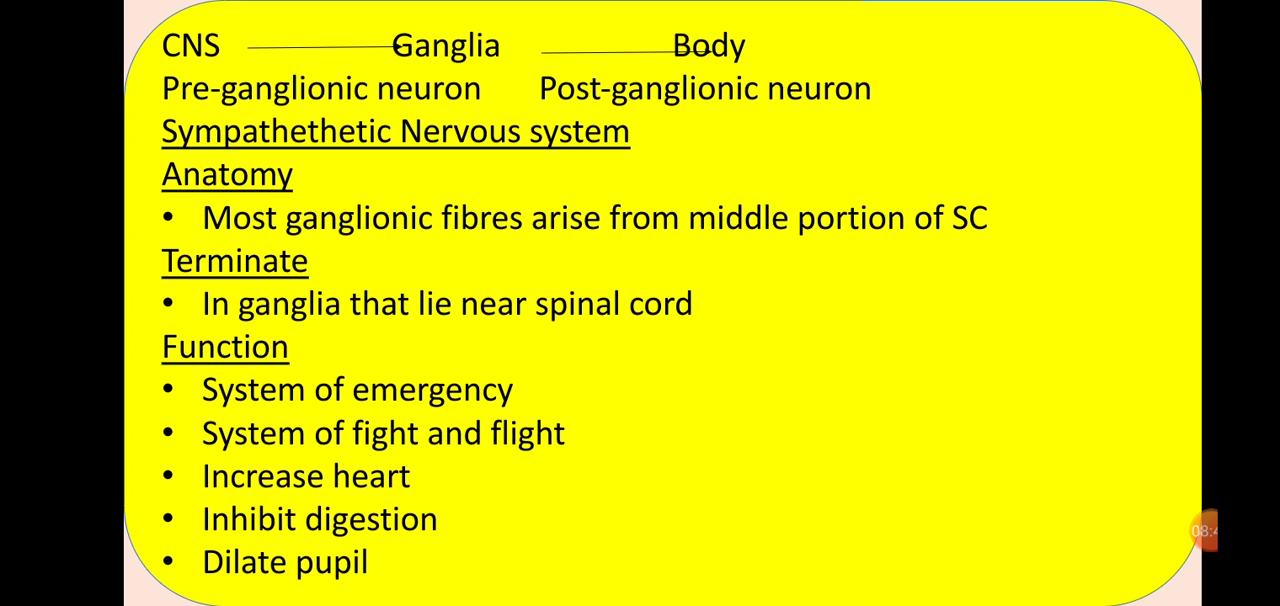 CNS Ganglia Body
Pre-ganglionic neuron Post-ganglionic neuron
Sympathethetic Nervous system
Anatomy
• Most ganglionic fibres arise from middle portion of SC
Terminate
• In ganglia that lie near spinal cord
Function
• System of emergency
• System of fight and flight
• Increase heart
• Inhibit digestion
• Dilate pupil